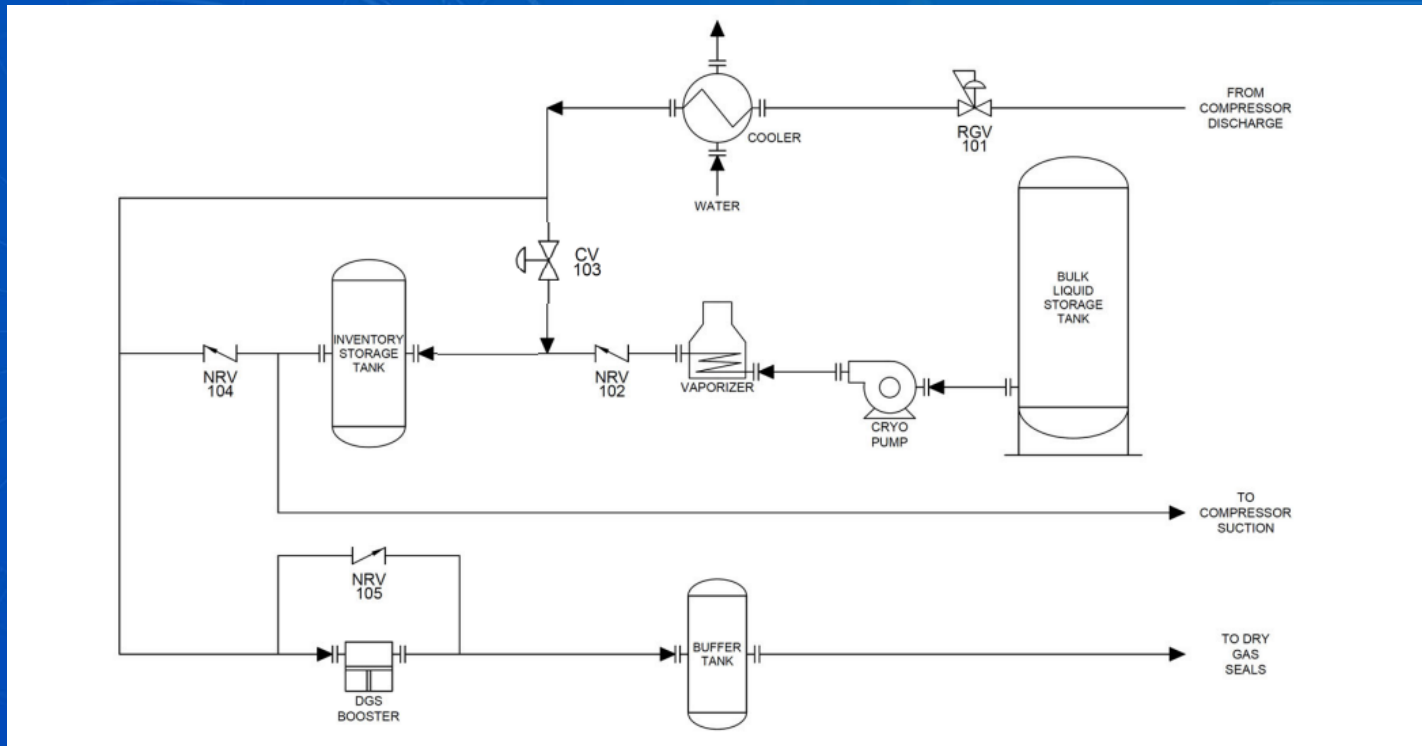 FROM
COMPRESSOR
DISCHARGE
RGV
101
COOLER
WATER
CV
103
BULK
LIQUID
STORAGE
TANK
INVENTORY
STORAGE
TANK
NRV
104
NRV
102
VAPORIZER
CRYO
PUMP
TO
COMPRESSOR
SUCTION
NRV
105
DGS
BOOSTER
BUFFER
TANK
TO DRY
GAS
SEALS